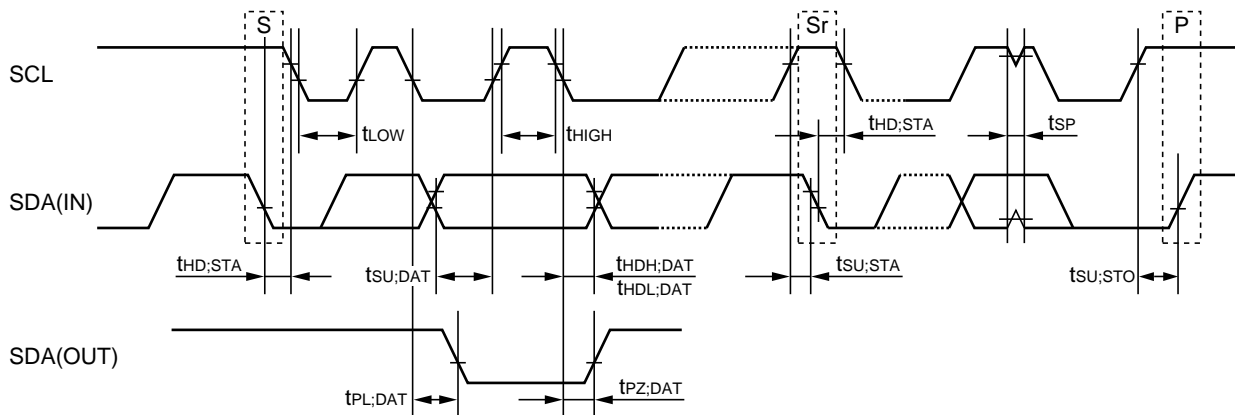 S Sr P
SCL
tLOW tHIGH tHD;STA tSP
SDA(IN)
tHD;STA tSU;DAT tHDH;DAT tSU;STA tSU;STO
tHDL;DAT
SDA(OUT)
tPL;DAT tPZ;DAT